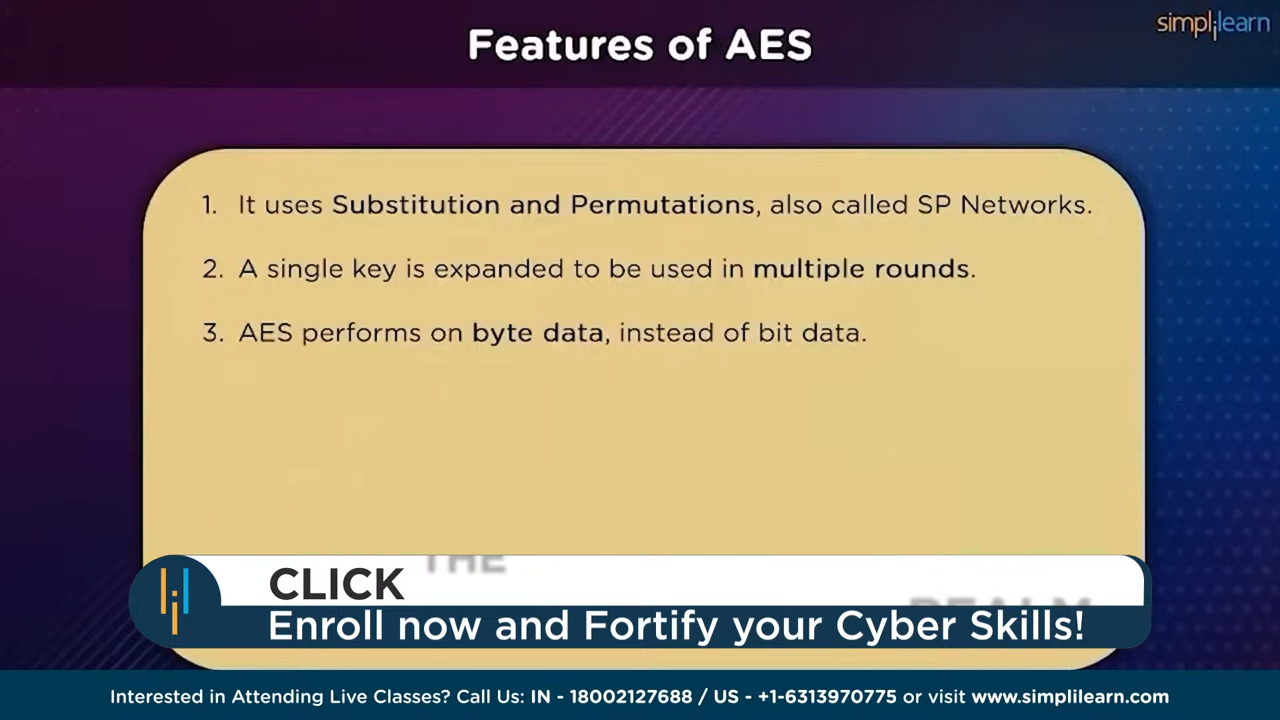 simplilearn
Features of AES
1. It uses Substitution and Permutations, also called SP Networks.
2. A single key is expanded to be used in multiple rounds.
3. AES performs on byte data, instead of bit data.
THE
CLICK
REALM
Enroll now and Fortify your Cyber Skills!
Interested in Attending Live Classes? Call Us: IN - 18002127688 / US - +1-6313970775 or visit www.simplilearn.com